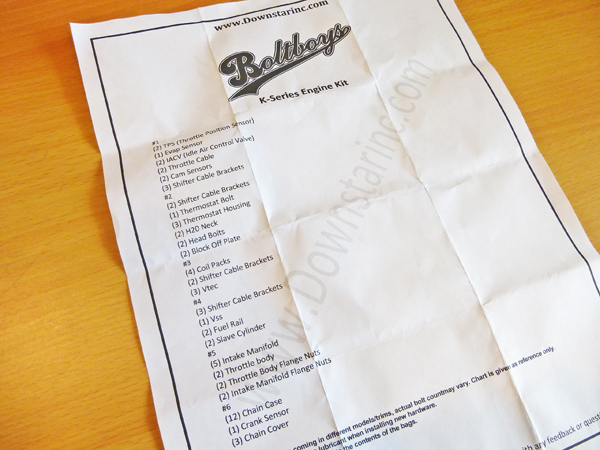 www.Downstarinc.com
Boltboys
K-Series Engine Kit
#1
(2) TPS (Throttle Position Sensor)
(1) Evap Sensor
(2) IACV (Idle Air Control Valve)
(2) Throttle Cable
(2) Cam Sensors
(3) Shifter Cable Brackets
#2
(2) Shifter Cable Brackets
(1) Thermostat Bolt
(3) Thermostat Housing
(2) H20 Neck
(2) Head Bolts
(2) Block Off Plate
#3
(4) Coil Packs
(2) Shifter Cable Brackets
(3) Vtec
#4
(3) Shifter Cable Brackets
(1) Vss
(2) Fuel Rail
(2) Slave Cylinder
#5
(5) Intake Manifold
(2) Throttle body
(2) Throttle Body Flange Nuts
(2) Intake Manifold Flange Nuts
#6
(12) Chain Case
(1) Crank Sensor
(3) Chain Cover
coming in different models/trims, actual bolt countmay vary. Chart is given as reference only
lubricant when installing new hardware.
to the contents of the bags.
with any feedback or
www.Downstarinc.com